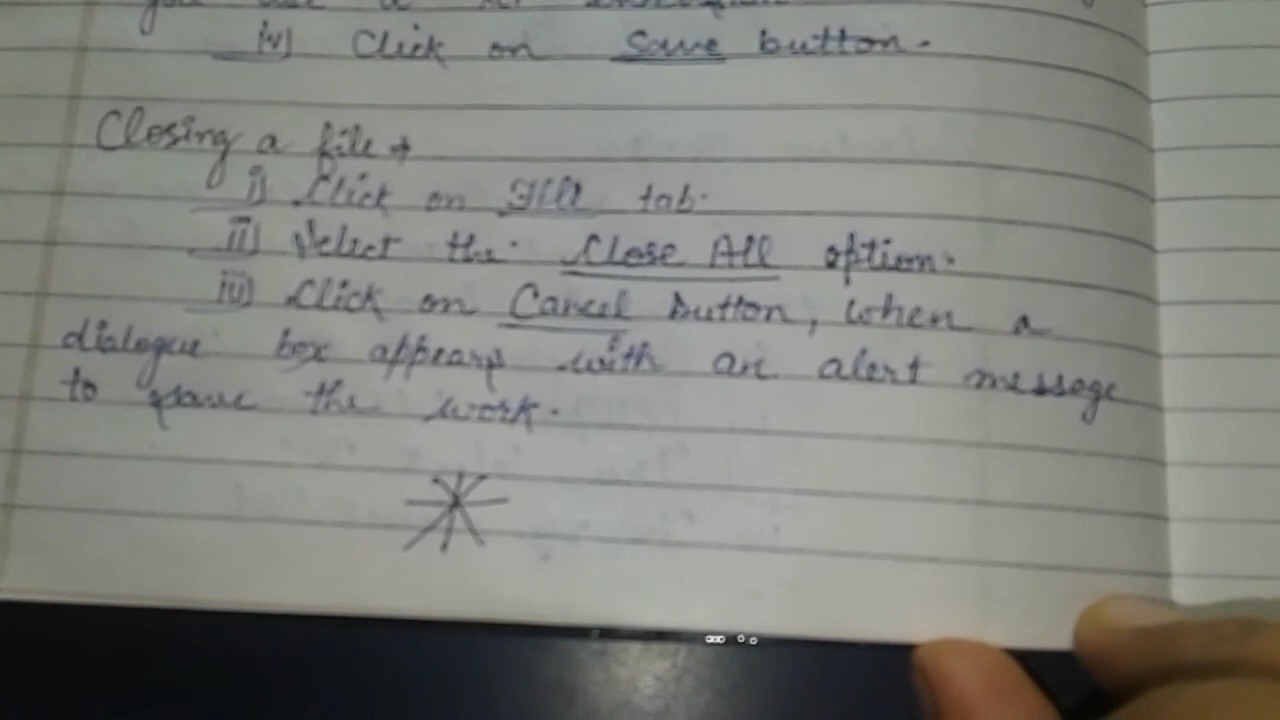 you
iv) Click on Save button.
Closing a file →
i) Click on File tab.
ii) Select the Close All option.
iii) Click on Cancel button, when a
dialogue box appears with an alert message
to save the work.